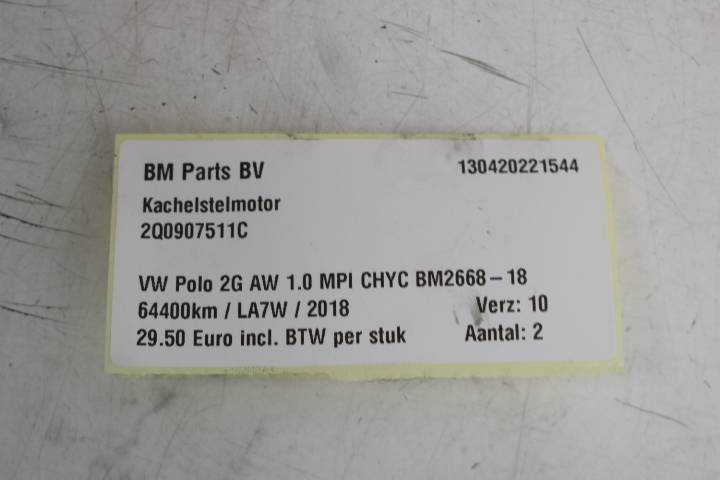 BM Parts BV 130420221544
Kachelstelmotor
2Q0907511C
VW Polo 2G AW 1.0 MPI CHYC BM2668-18
64400km / LA7W / 2018 Verz: 10
29.50 Euro incl. BTW per stuk Aantal: 2